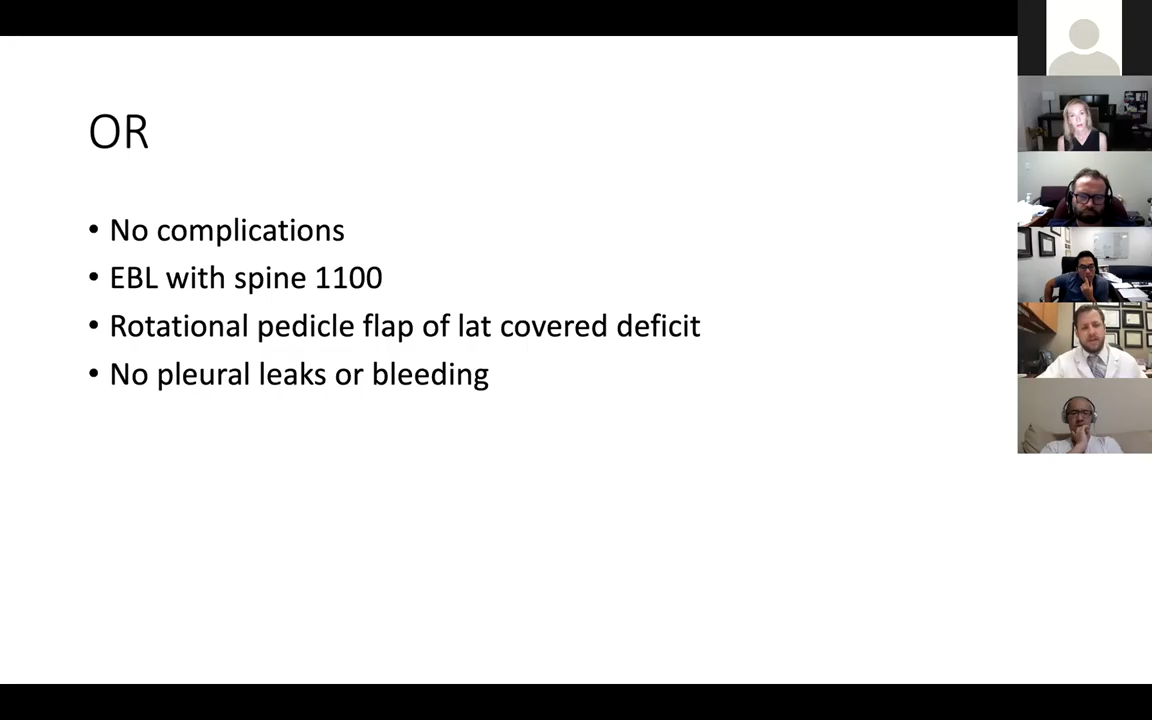 OR
• No complications
• EBL with spine 1100
• Rotational pedicle flap of lat covered deficit
• No pleural leaks or bleeding